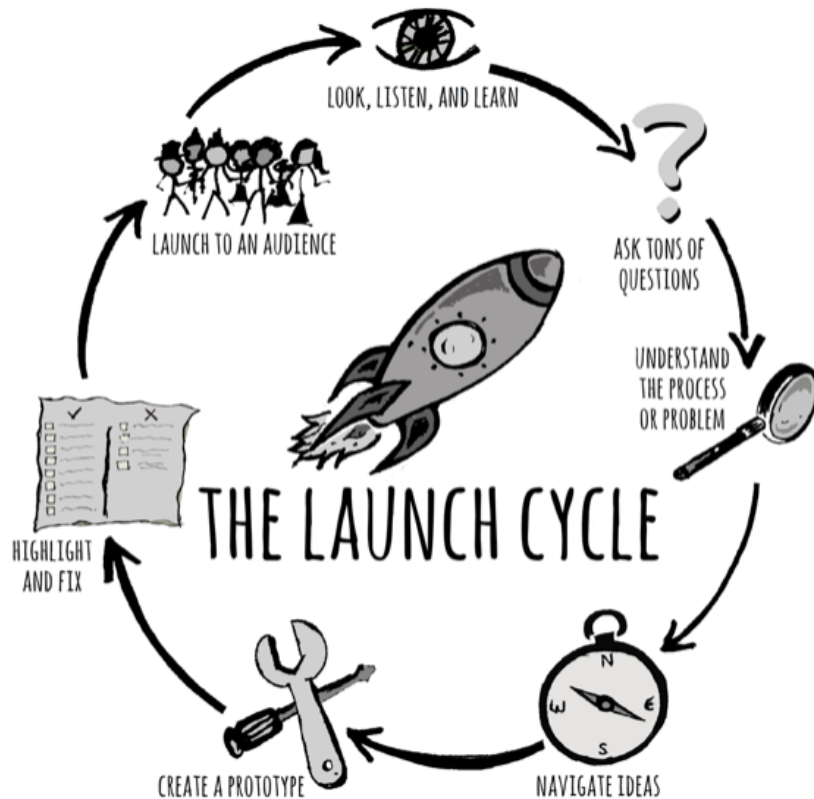 LOOK, LISTEN, AND LEARN
ASK TONS OF
QUESTIONS
UNDERSTAND
THE PROCESS
OR PROBLEM
NAVIGATE IDEAS
CREATE A PROTOTYPE
HIGHLIGHT
AND FIX
LAUNCH TO AN AUDIENCE
THE LAUNCH CYCLE
N
W
E
S